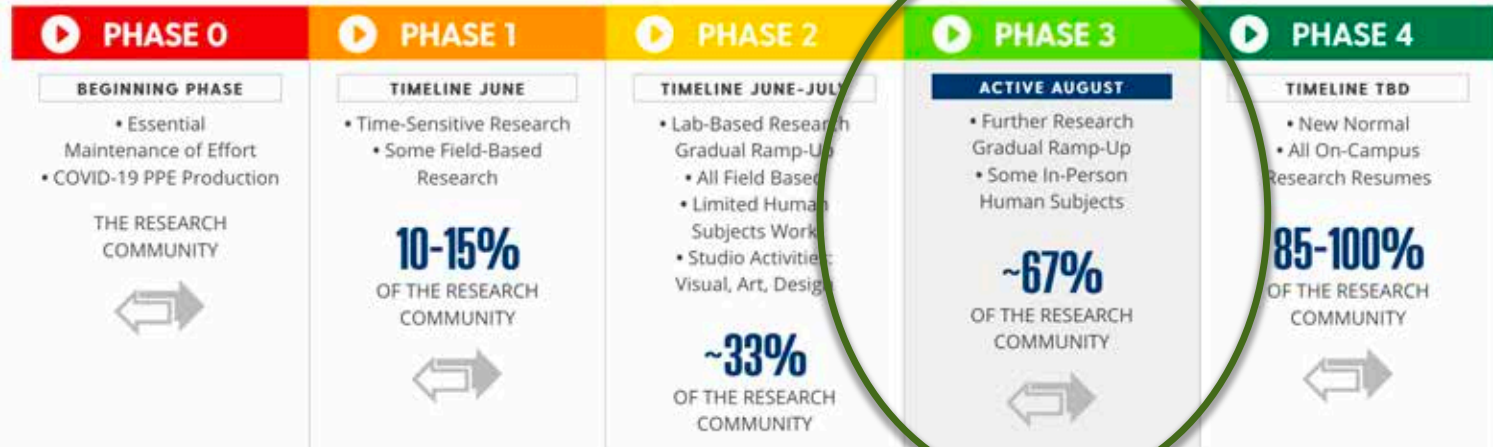 PHASE 0
BEGINNING PHASE
• Essential
Maintenance of Effort
• COVID-19 PPE Production
THE RESEARCH
COMMUNITY
PHASE 1
TIMELINE JUNE
• Time-Sensitive Research
• Some Field-Based
Research
10-15%
OF THE RESEARCH
COMMUNITY
PHASE 2
TIMELINE JUNE-JULY
• Lab-Based Research
Gradual Ramp-Up
• All Field Based
• Limited Human
Subjects Work
• Studio Activities:
Visual, Art, Design
~33%
OF THE RESEARCH
COMMUNITY
PHASE 3
ACTIVE AUGUST
• Further Research
Gradual Ramp-Up
• Some In-Person
Human Subjects
~67%
OF THE RESEARCH
COMMUNITY
PHASE 4
TIMELINE TBD
• New Normal
• All On-Campus
Research Resumes
85-100%
OF THE RESEARCH
COMMUNITY